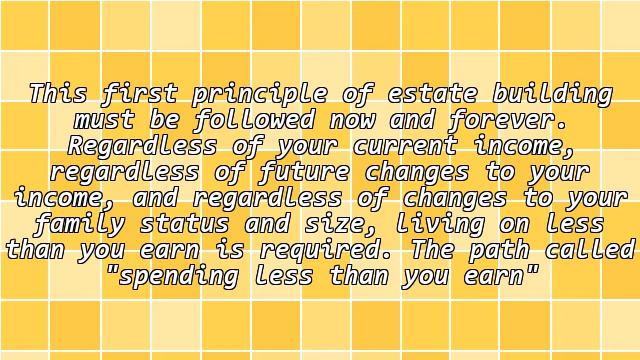 This first principle of estate building
must be followed now and forever.
Regardless of your current income,
regardless of future changes to your
income, and regardless of changes to your
family status and size, living on less
than you earn is required. The path called
"spending less than you earn"